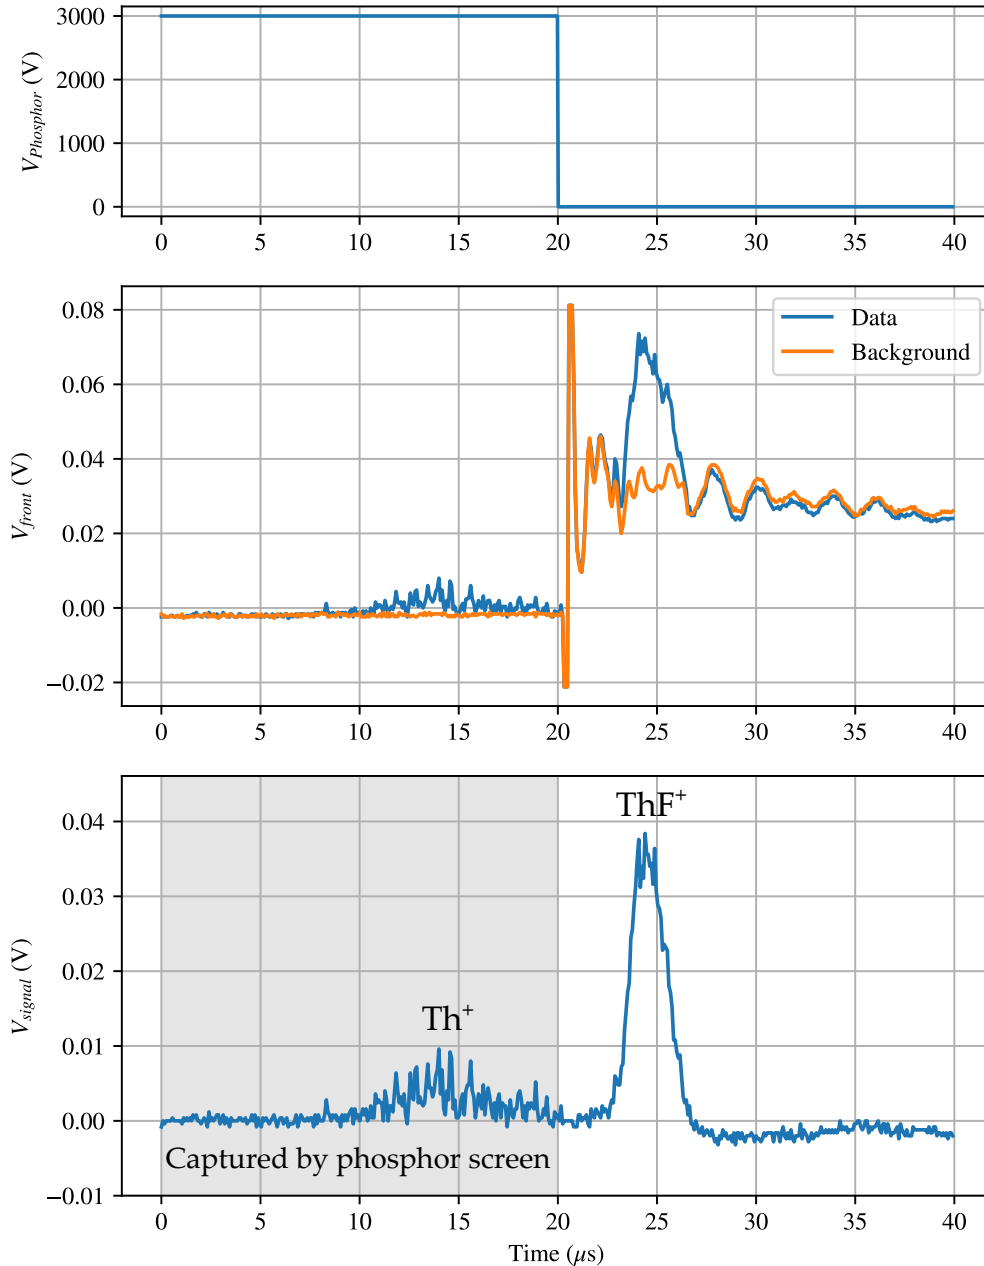 3000
2000
1000
0
V_Phosphor (V)
0 5 10 15 20 25 30 35 40
0.08
0.06
0.04
0.02
0.00
−0.02
V_front (V)
Data
Background
0 5 10 15 20 25 30 35 40
0.04
0.03
0.02
0.01
0.00
−0.01
V_signal (V)
ThF⁺
Th⁺
Captured by phosphor screen
0 5 10 15 20 25 30 35 40
Time (μs)